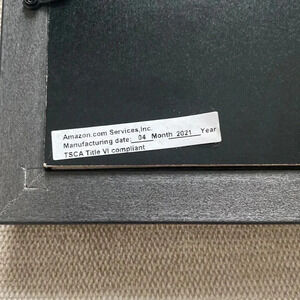 Amazon.com Services,Inc.
Manufacturing date: 04 Month 2021 Year
TSCA Title VI compliant